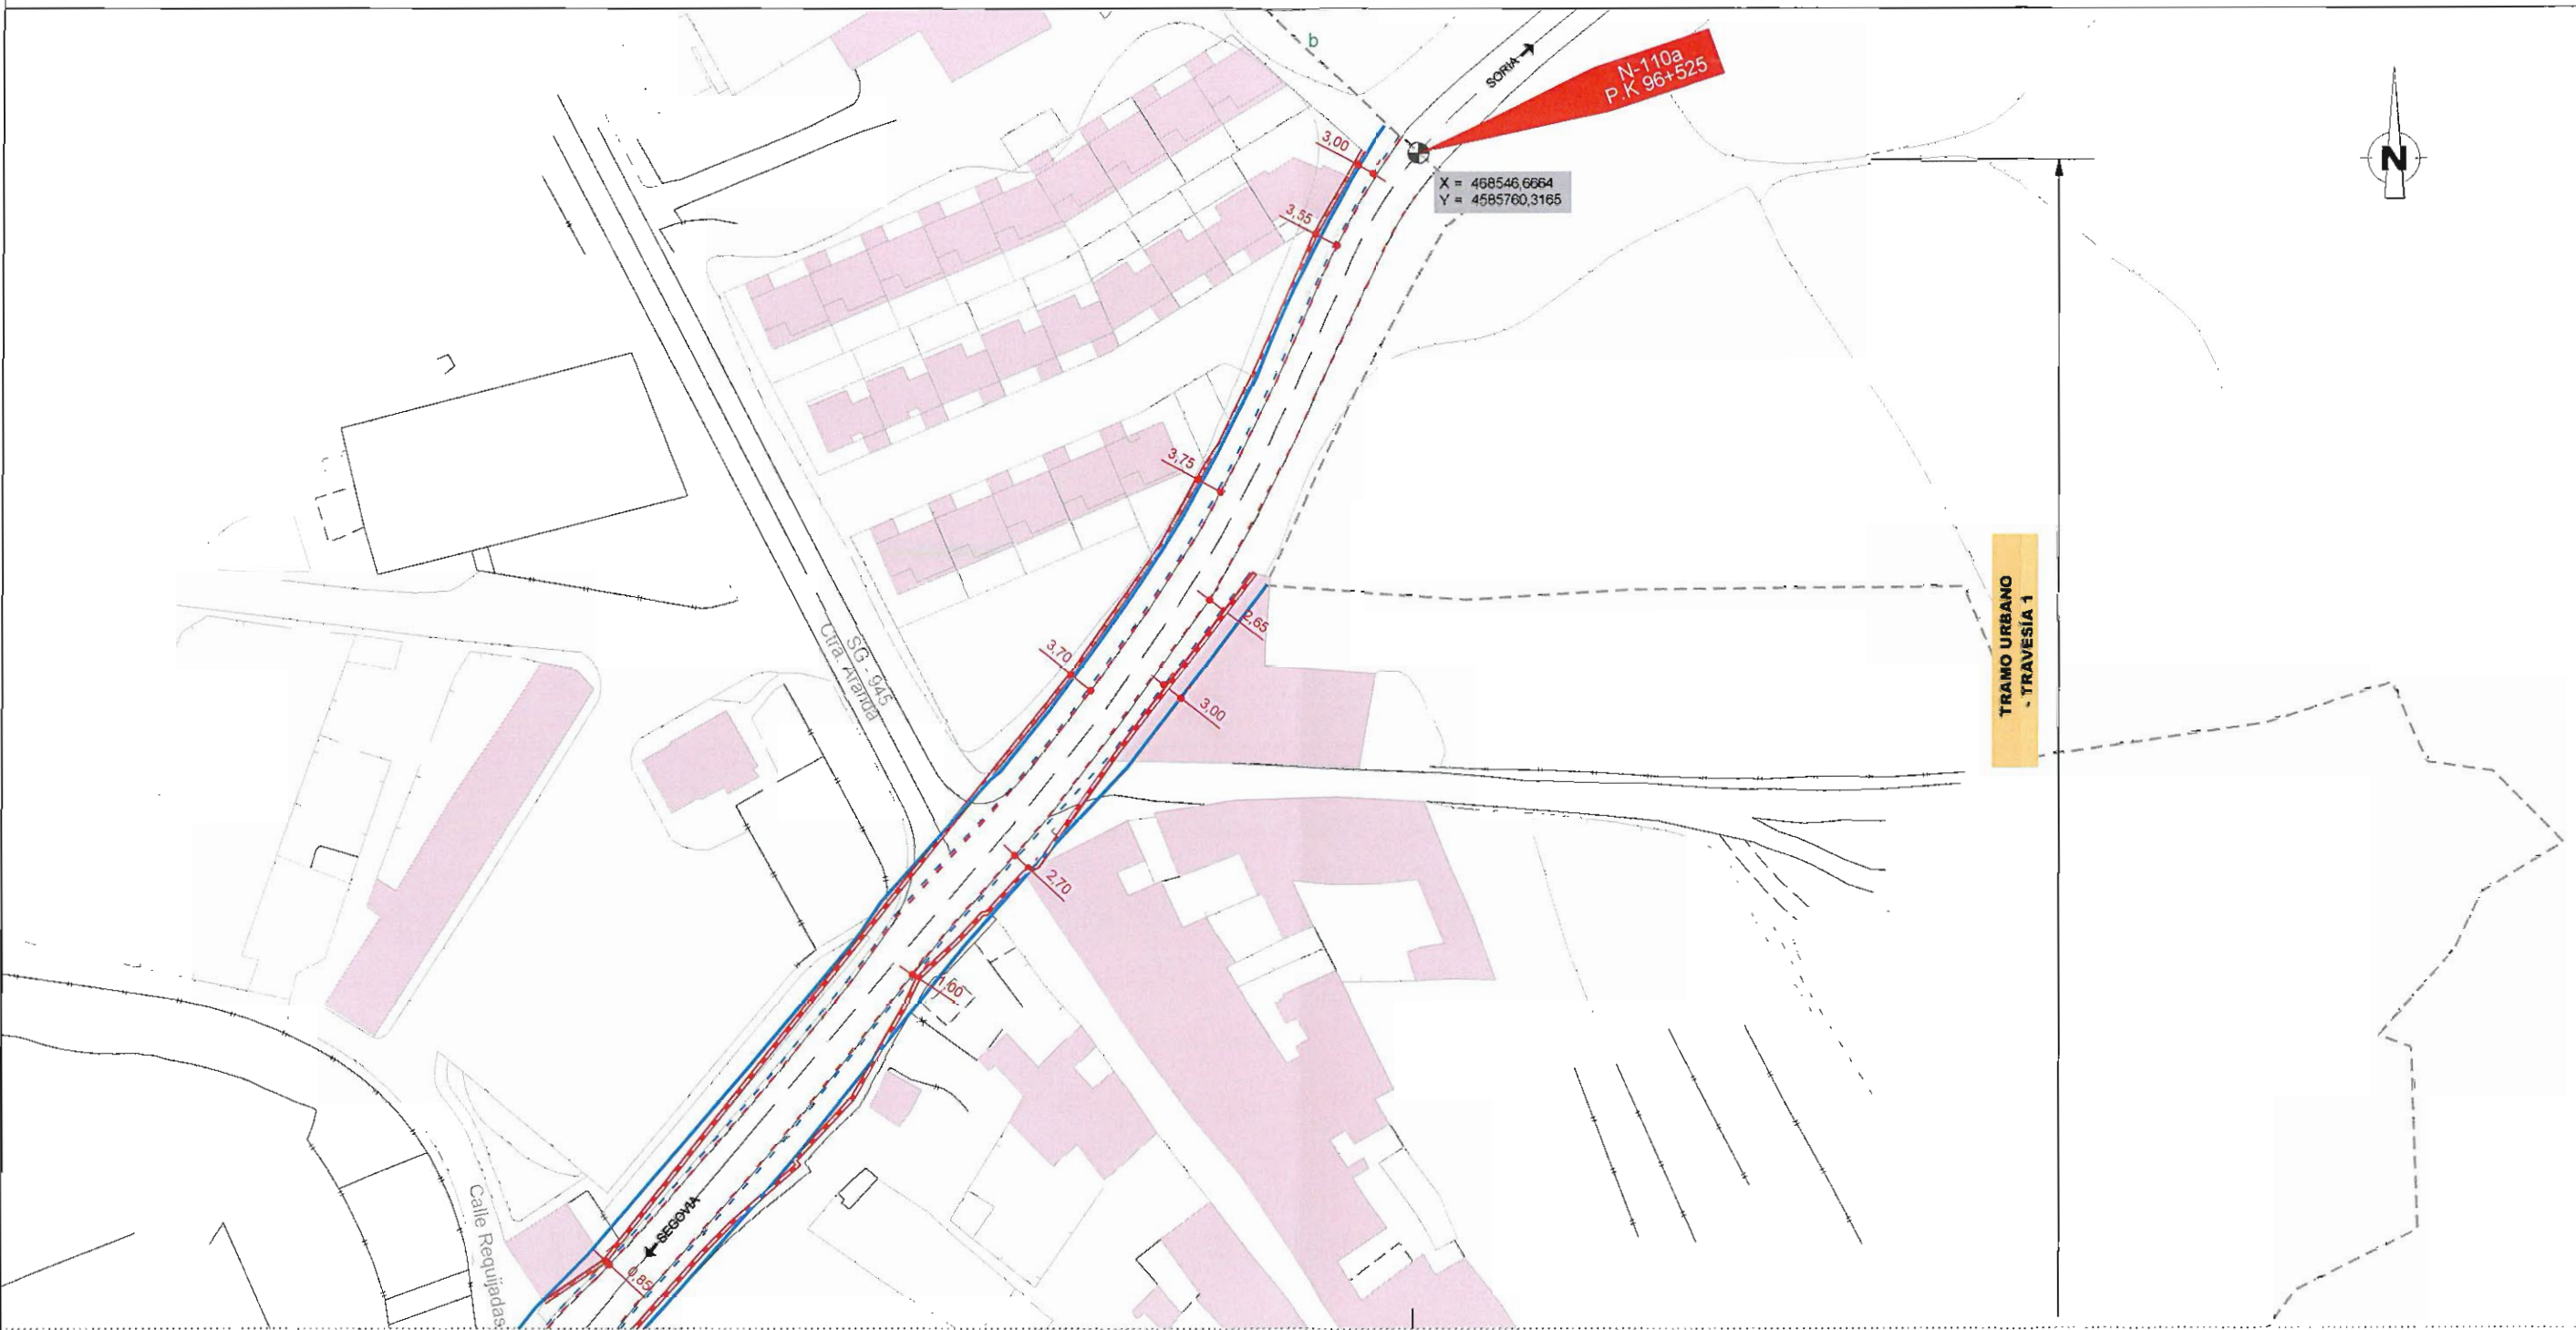 b
SORIA
N-110a
P.K 96+525
N
X = 468546,6664
Y = 4585760,3165
3,00
3,55
3,75
3,70
2,65
3,00
2,70
1,00
0,85
SG - 945
Ctra. Aranda
TRAMO URBANO
- TRAVESÍA 1
SEGOVIA
Calle Requijadas